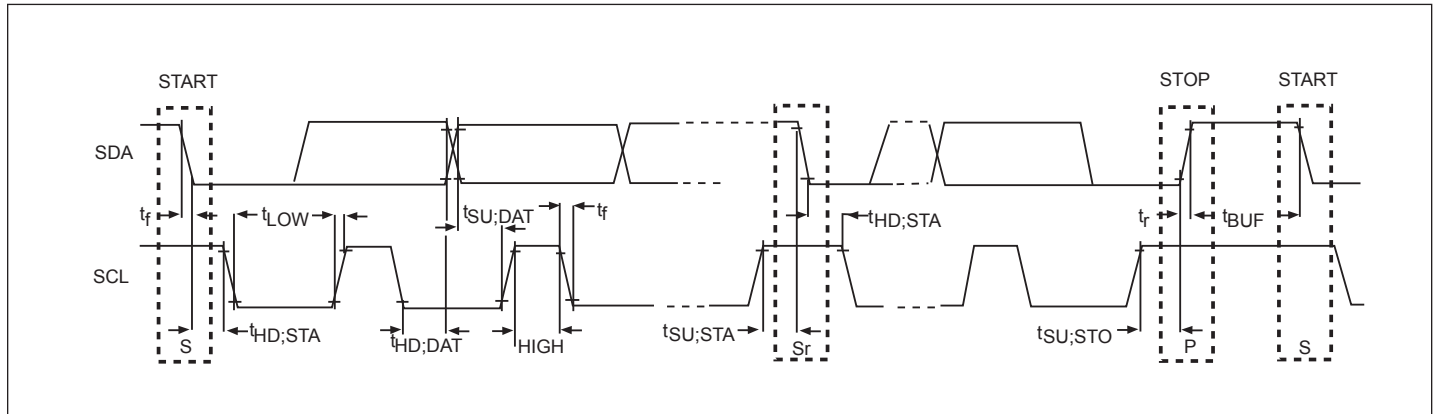 START STOP START
SDA
tf tLOW tSU;DAT tf tHD;STA tr tBUF
SCL
tHD;STA tHD;DAT HIGH tSU;STA tSU;STO
S Sr P S